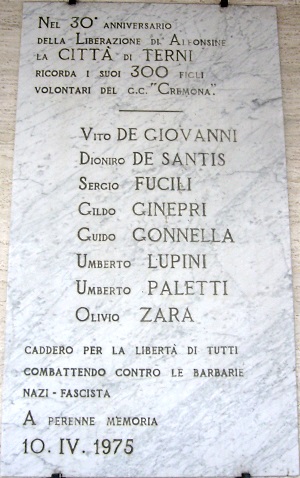 NEL 30° ANNIVERSARIO
DELLA LIBERAZIONE DI ALFONSINE
LA CITTÀ DI TERNI
RICORDA I SUOI 300 FIGLI
VOLONTARI DEL G.C. "CREMONA".
VITO DE GIOVANNI
DIONIRO DE SANTIS
SERGIO FUCILI
GILDO GINEPRI
GUIDO GONNELLA
UMBERTO LUPINI
UMBERTO PALETTI
OLIVIO ZARA
CADDERO PER LA LIBERTÀ DI TUTTI
COMBATTENDO CONTRO LE BARBARIE
NAZI-FASCISTA
A PERENNE MEMORIA
10. IV. 1975